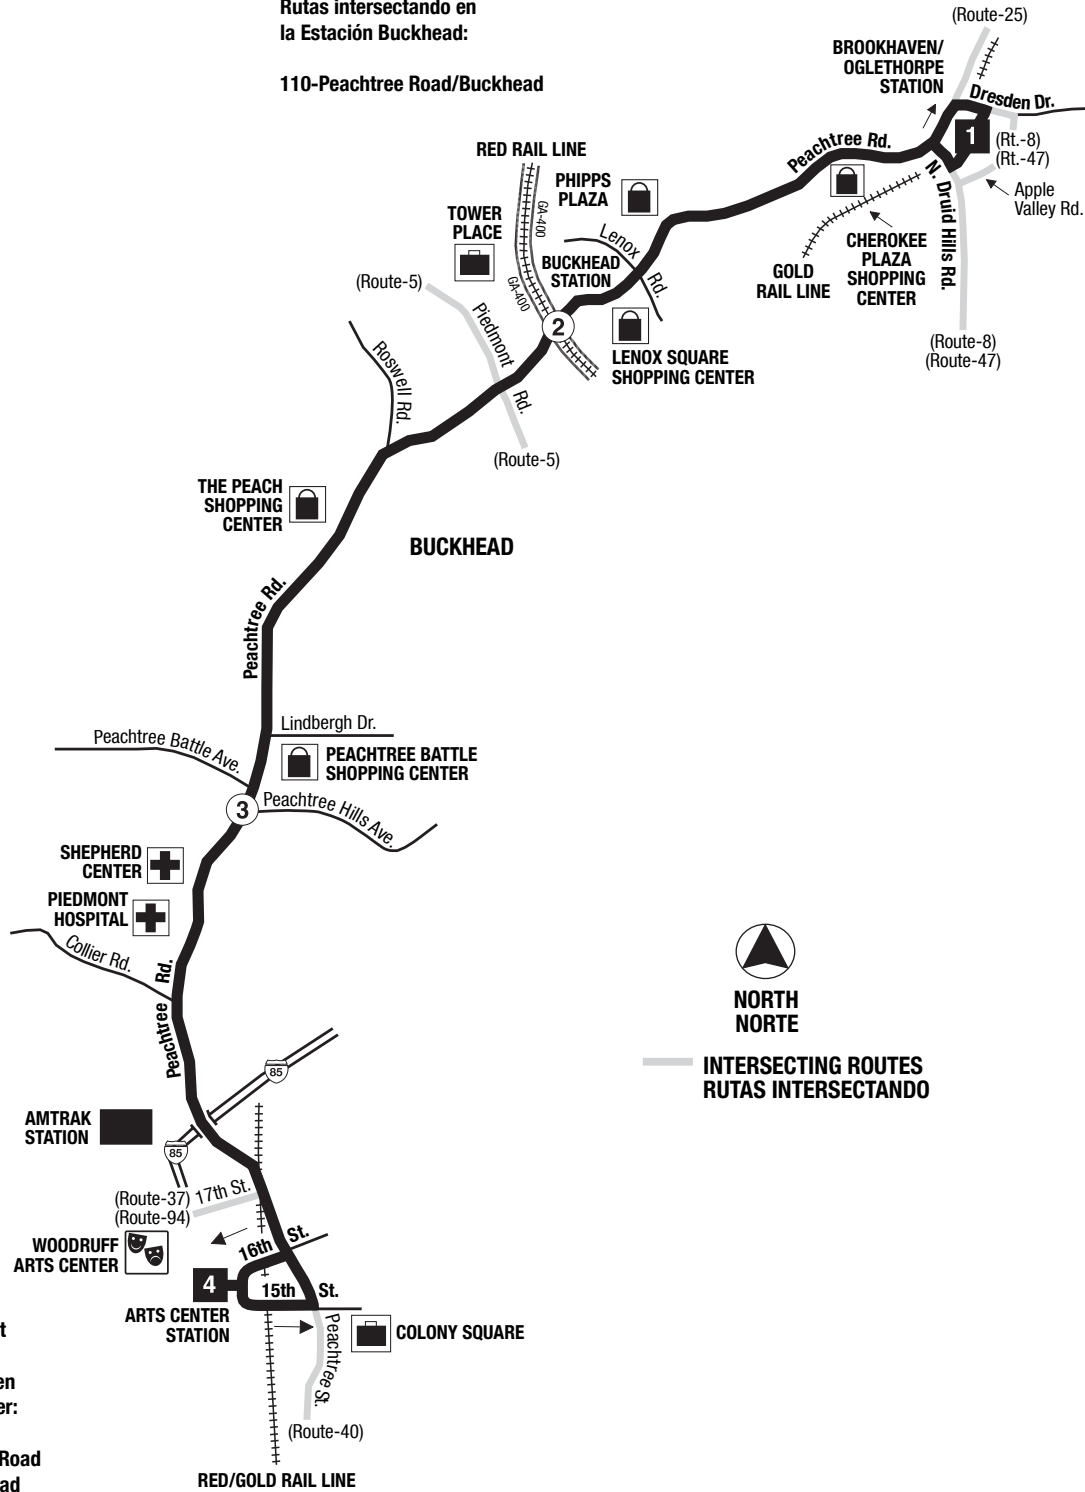 Rutas intersectando en
la Estación Buckhead:
110-Peachtree Road/Buckhead
(Route-25)
BROOKHAVEN/
OGLETHORPE
STATION
Dresden Dr.
1
(Rt.-8)
(Rt.-47)
Peachtree Rd.
N. Druid Hills Rd.
Apple
Valley Rd.
RED RAIL LINE
PHIPPS
PLAZA
GA-400
TOWER
PLACE
Lenox
Rd.
BUCKHEAD
STATION
GA-400
CHEROKEE
PLAZA
SHOPPING
CENTER
GOLD
RAIL LINE
(Route-5)
Piedmont
Rd.
2
LENOX SQUARE
SHOPPING CENTER
(Route-8)
(Route-47)
Roswell Rd.
(Route-5)
THE PEACH
SHOPPING
CENTER
BUCKHEAD
Peachtree Rd.
Lindbergh Dr.
Peachtree Battle Ave.
PEACHTREE BATTLE
SHOPPING CENTER
3
Peachtree Hills Ave.
SHEPHERD
CENTER
PIEDMONT
HOSPITAL
Collier Rd.
Peachtree Rd.
NORTH
NORTE
INTERSECTING ROUTES
RUTAS INTERSECTANDO
85
AMTRAK
STATION
85
(Route-37)
(Route-94)
17th St.
WOODRUFF
ARTS CENTER
16th St.
4
15th St.
ARTS CENTER
STATION
COLONY SQUARE
Peachtree St.
t
en
er:
(Route-40)
Road
ad
RED/GOLD RAIL LINE